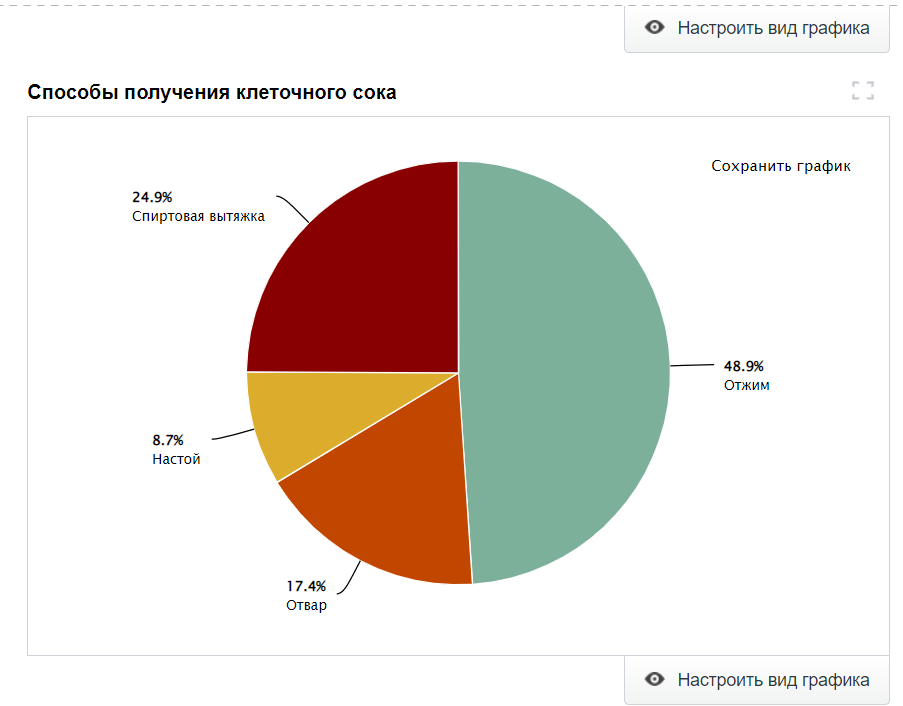 Настроить вид графика
Способы получения клеточного сока
Сохранить график
24.9%
Спиртовая вытяжка
48.9%
Отжим
8.7%
Настой
17.4%
Отвар
Настроить вид графика